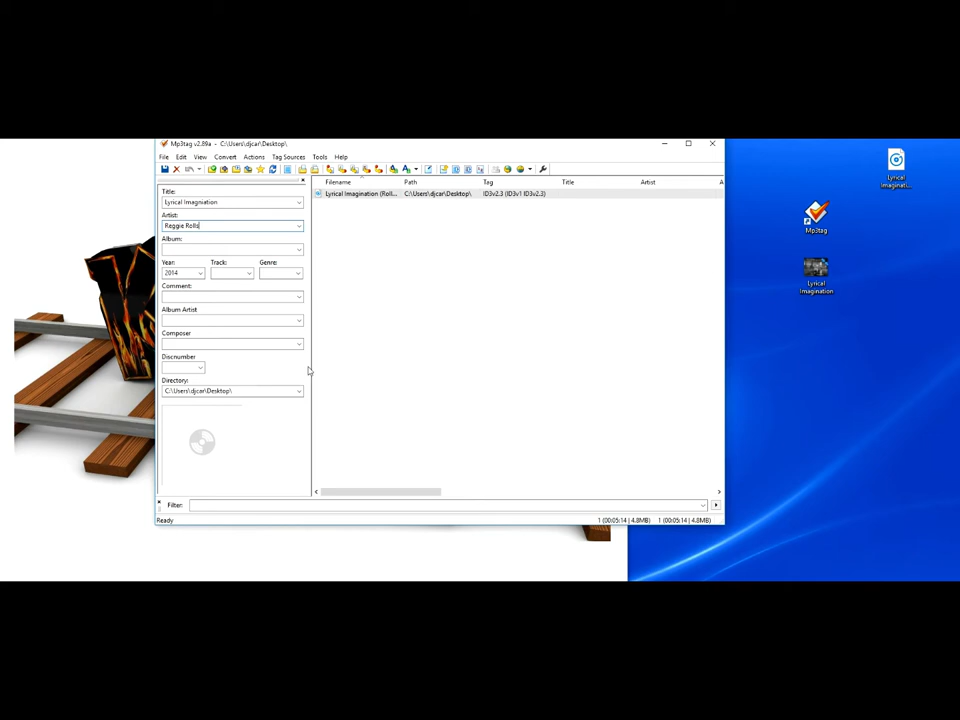 Mp3tag v2.89a - C:\Users\djcar\Desktop\
File Edit View Convert Actions Tag Sources Tools Help
Title:
Lyrical Imagniation
Artist:
Reggie Rolls
Album:
Year: Track: Genre:
2014
Comment:
Album Artist
Composer
Discnumber
Directory:
C:\Users\djcar\Desktop\
Filename Path Tag Title Artist A
Lyrical Imagination (Roll... C:\Users\djcar\Desktop\ ID3v2.3 (ID3v1 ID3v2.3)
Filter:
Ready 1 (00:05:14 | 4.8MB) 1 (00:05:14 | 4.8MB)
Lyrical
Imaginati...
Mp3tag
Lyrical
Imagination